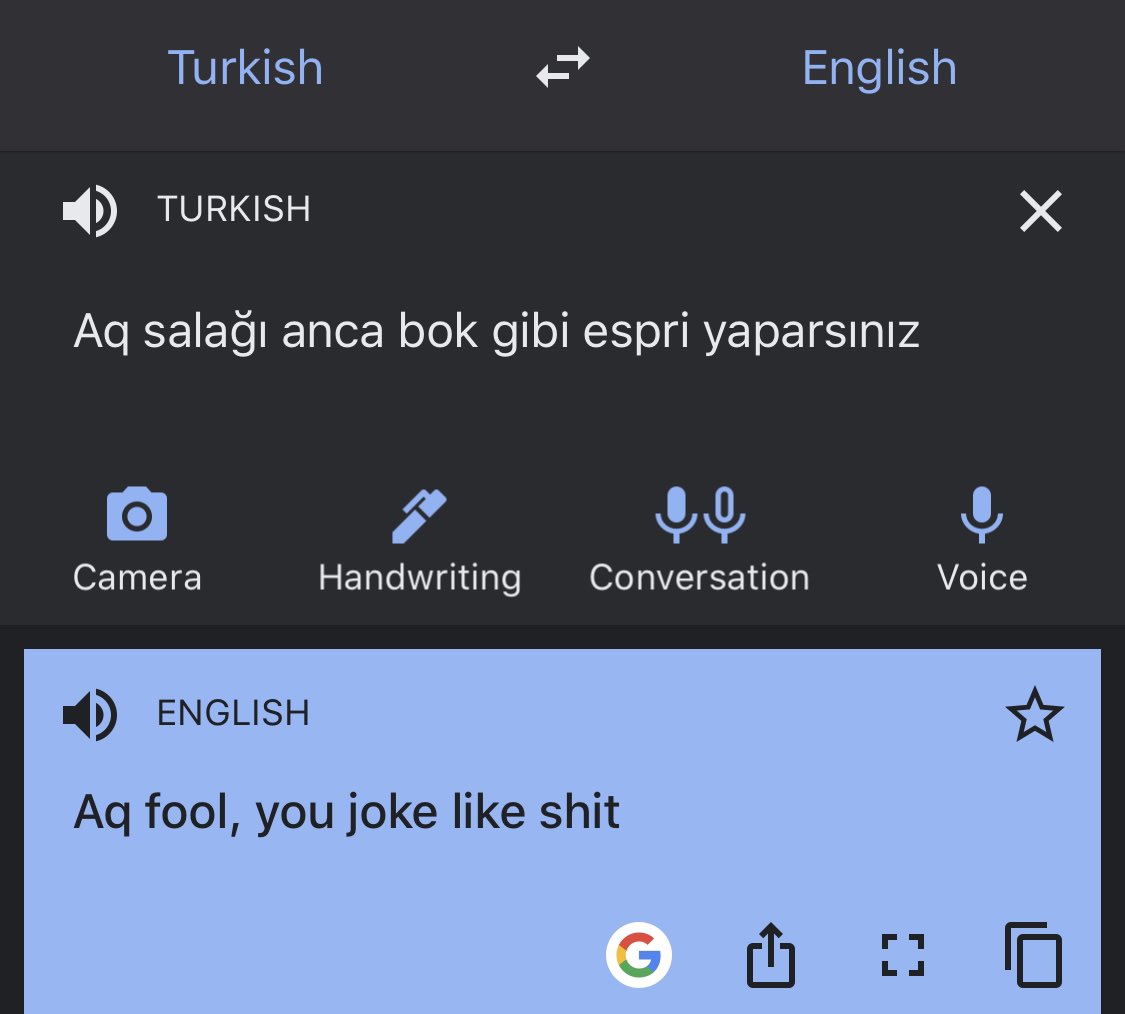 Turkish English
TURKISH
Aq salağı anca bok gibi espri yaparsınız
Camera Handwriting Conversation Voice
ENGLISH
Aq fool, you joke like shit